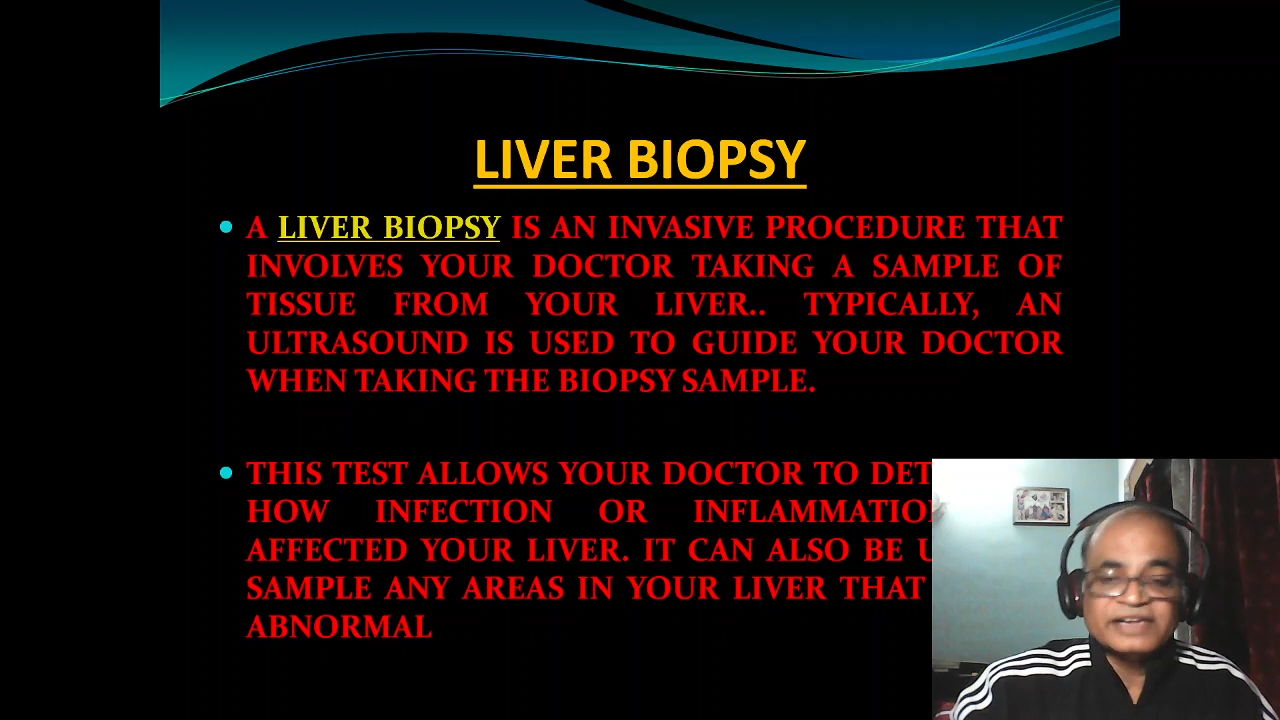 LIVER BIOPSY
A LIVER BIOPSY IS AN INVASIVE PROCEDURE THAT
INVOLVES YOUR DOCTOR TAKING A SAMPLE OF
TISSUE FROM YOUR LIVER.. TYPICALLY, AN
ULTRASOUND IS USED TO GUIDE YOUR DOCTOR
WHEN TAKING THE BIOPSY SAMPLE.
THIS TEST ALLOWS YOUR DOCTOR TO
HOW INFECTION OR
AFFECTED YOUR LIVER. IT CAN ALSO BE
SAMPLE ANY AREAS IN YOUR LIVER THAT
ABNORMAL